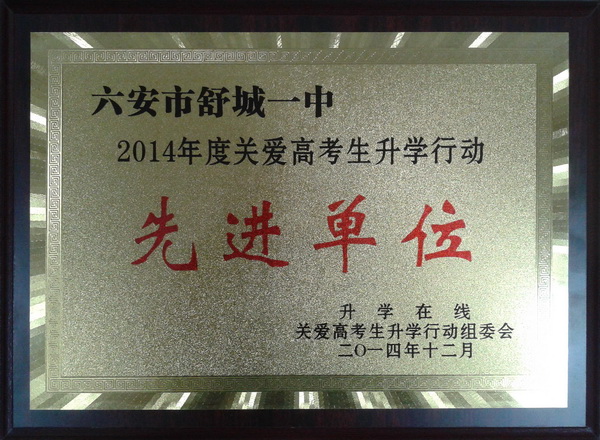 六安市舒城一中
2014年度关爱高考生升学行动
先进单位
升学在线
关爱高考生升学行动组委会
二〇一四年十二月